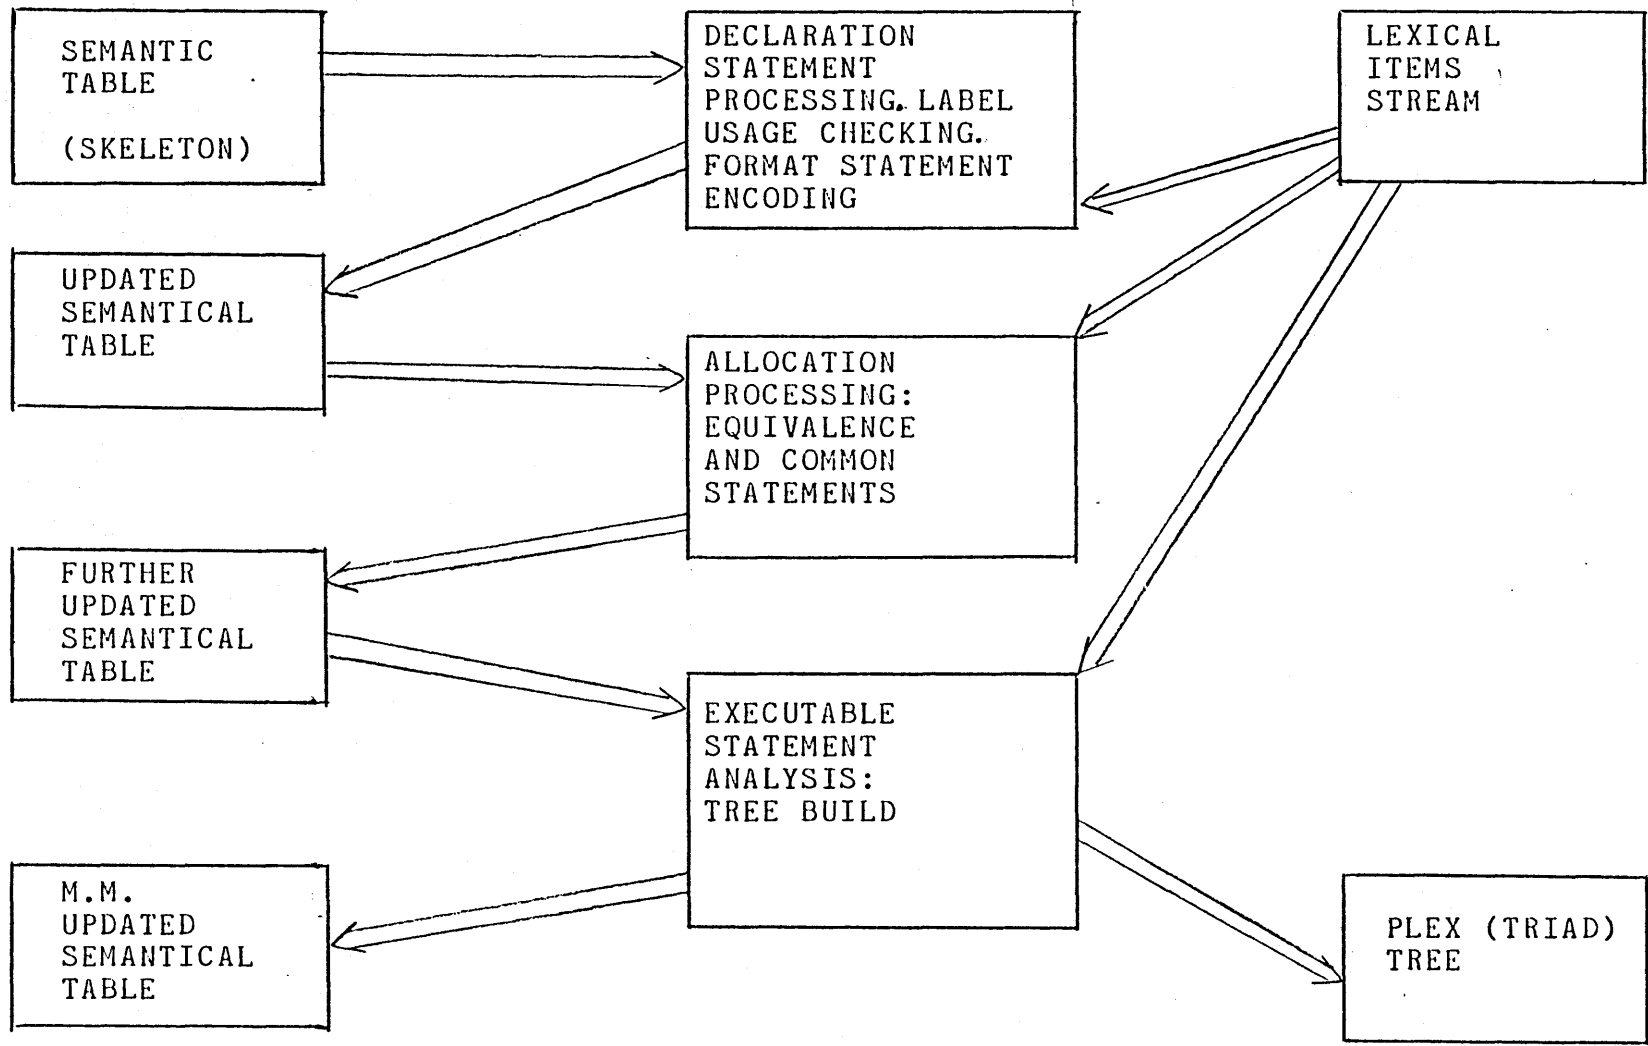 SEMANTIC
TABLE
(SKELETON)
DECLARATION
STATEMENT
PROCESSING. LABEL
USAGE CHECKING.
FORMAT STATEMENT
ENCODING
LEXICAL
ITEMS
STREAM
UPDATED
SEMANTICAL
TABLE
ALLOCATION
PROCESSING:
EQUIVALENCE
AND COMMON
STATEMENTS
FURTHER
UPDATED
SEMANTICAL
TABLE
EXECUTABLE
STATEMENT
ANALYSIS:
TREE BUILD
M.M.
UPDATED
SEMANTICAL
TABLE
PLEX (TRIAD)
TREE